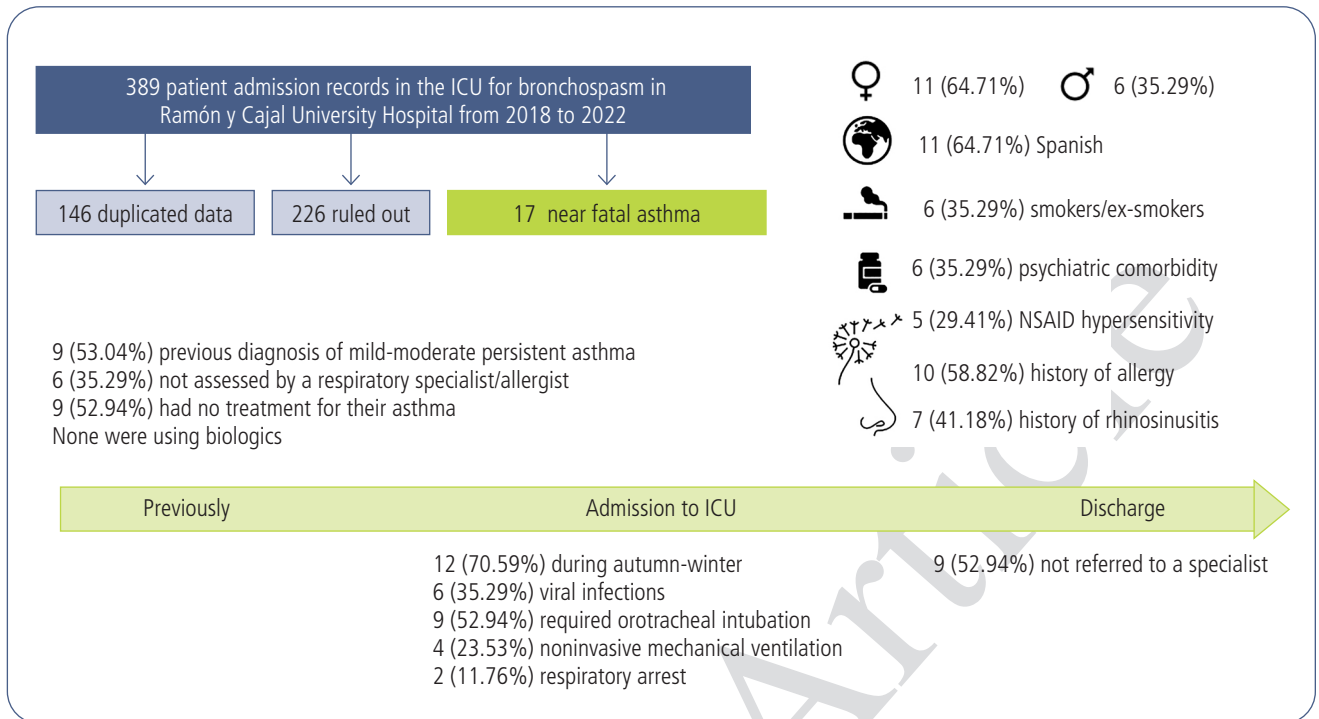 389 patient admission records in the ICU for bronchospasm in
Ramón y Cajal University Hospital from 2018 to 2022
146 duplicated data
226 ruled out
17 near fatal asthma
11 (64.71%)
6 (35.29%)
11 (64.71%) Spanish
6 (35.29%) smokers/ex-smokers
6 (35.29%) psychiatric comorbidity
5 (29.41%) NSAID hypersensitivity
10 (58.82%) history of allergy
7 (41.18%) history of rhinosinusitis
9 (53.04%) previous diagnosis of mild-moderate persistent asthma
6 (35.29%) not assessed by a respiratory specialist/allergist
9 (52.94%) had no treatment for their asthma
None were using biologics
Previously
Admission to ICU
Discharge
12 (70.59%) during autumn-winter
6 (35.29%) viral infections
9 (52.94%) required orotracheal intubation
4 (23.53%) noninvasive mechanical ventilation
2 (11.76%) respiratory arrest
9 (52.94%) not referred to a specialist
Article